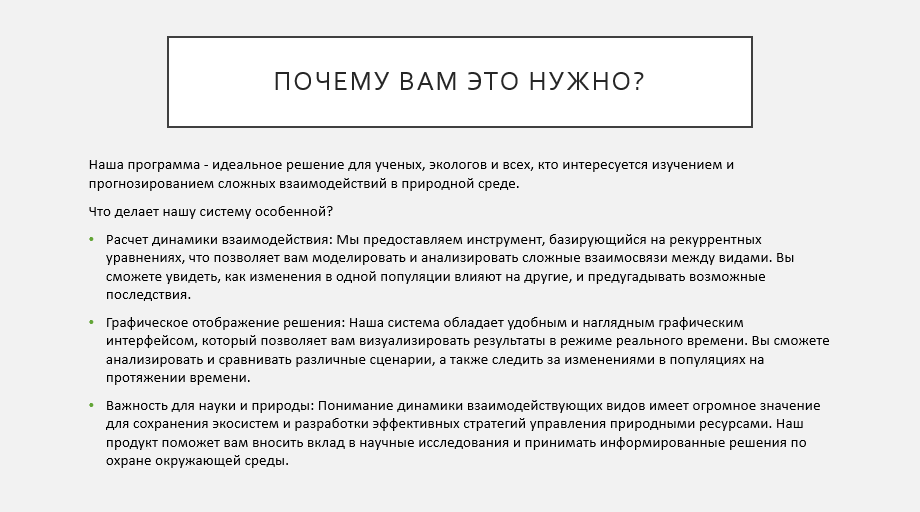 ПОЧЕМУ ВАМ ЭТО НУЖНО?
Наша программа - идеальное решение для ученых, экологов и всех, кто интересуется изучением и
прогнозированием сложных взаимодействий в природной среде.
Что делает нашу систему особенной?
• Расчет динамики взаимодействия: Мы предоставляем инструмент, базирующийся на рекуррентных
уравнениях, что позволяет вам моделировать и анализировать сложные взаимосвязи между видами. Вы
сможете увидеть, как изменения в одной популяции влияют на другие, и предугадывать возможные
последствия.
• Графическое отображение решения: Наша система обладает удобным и наглядным графическим
интерфейсом, который позволяет вам визуализировать результаты в режиме реального времени. Вы сможете
анализировать и сравнивать различные сценарии, а также следить за изменениями в популяциях на
протяжении времени.
• Важность для науки и природы: Понимание динамики взаимодействующих видов имеет огромное значение
для сохранения экосистем и разработки эффективных стратегий управления природными ресурсами. Наш
продукт поможет вам вносить вклад в научные исследования и принимать информированные решения по
охране окружающей среды.